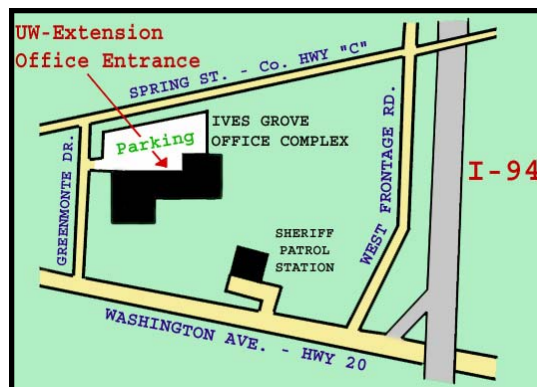 UW-Extension
Office Entrance
SPRING ST. - Co. HWY "C"
IVES GROVE
OFFICE COMPLEX
Parking
I-94
GREENMONTE DR.
WEST FRONTAGE RD.
SHERIFF
PATROL
STATION
WASHINGTON AVE. - HWY 20